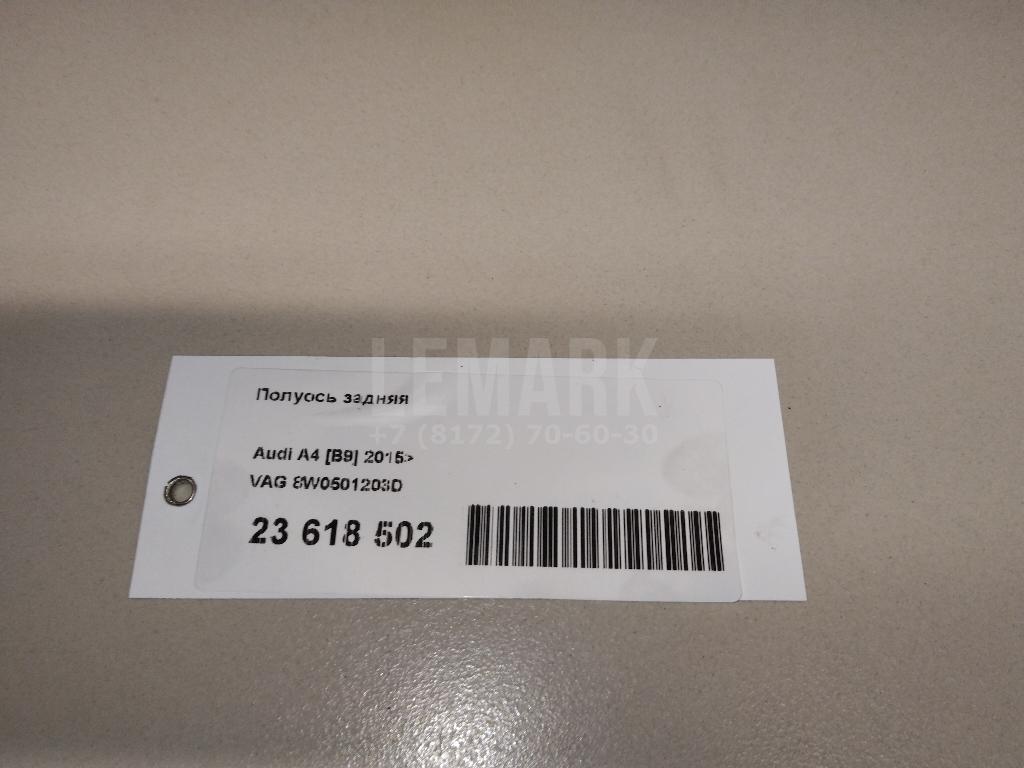 LEMARK
+7 (8172) 70-60-30
Полуось задняя
Audi A4 [B9] 2015>
VAG 8W0501203D
23 618 502